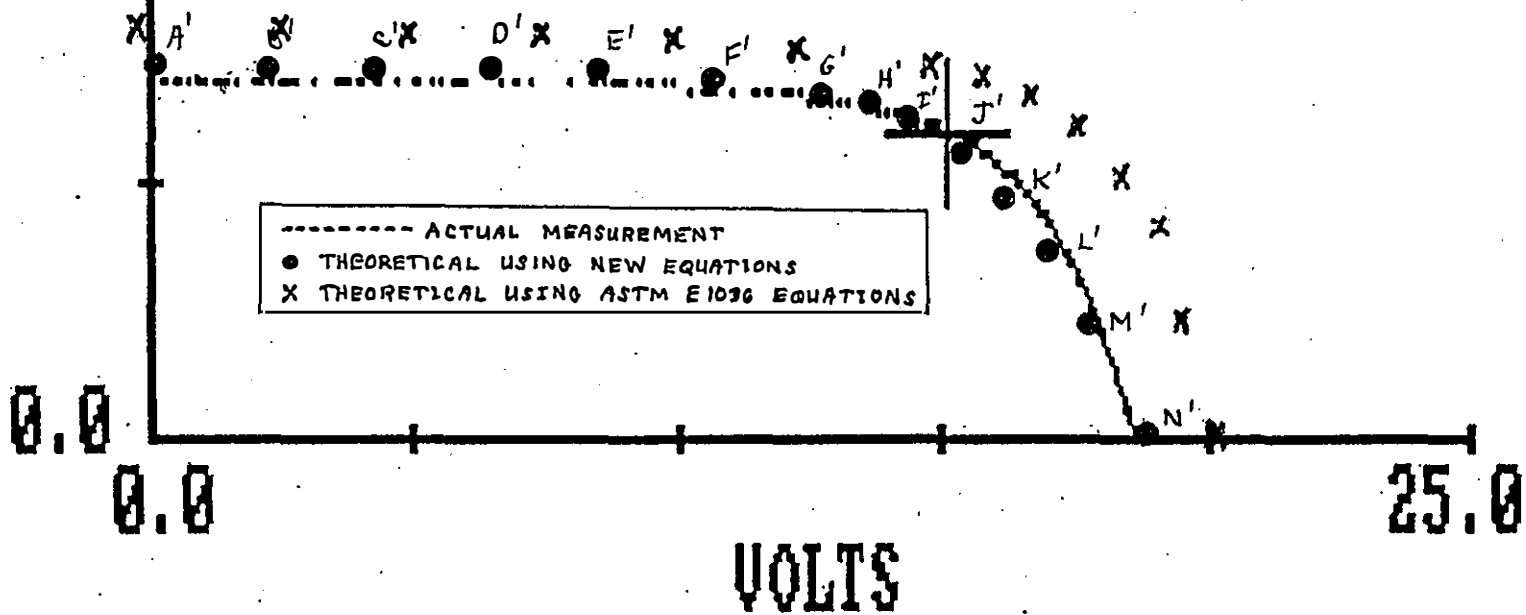 A' B' C' D' E' F' G' H' I' J'
K'
L'
M'
N'
--------- ACTUAL MEASUREMENT
● THEORETICAL USING NEW EQUATIONS
X THEORETICAL USING ASTM E1036 EQUATIONS
0.0
0.0 25.0
VOLTS